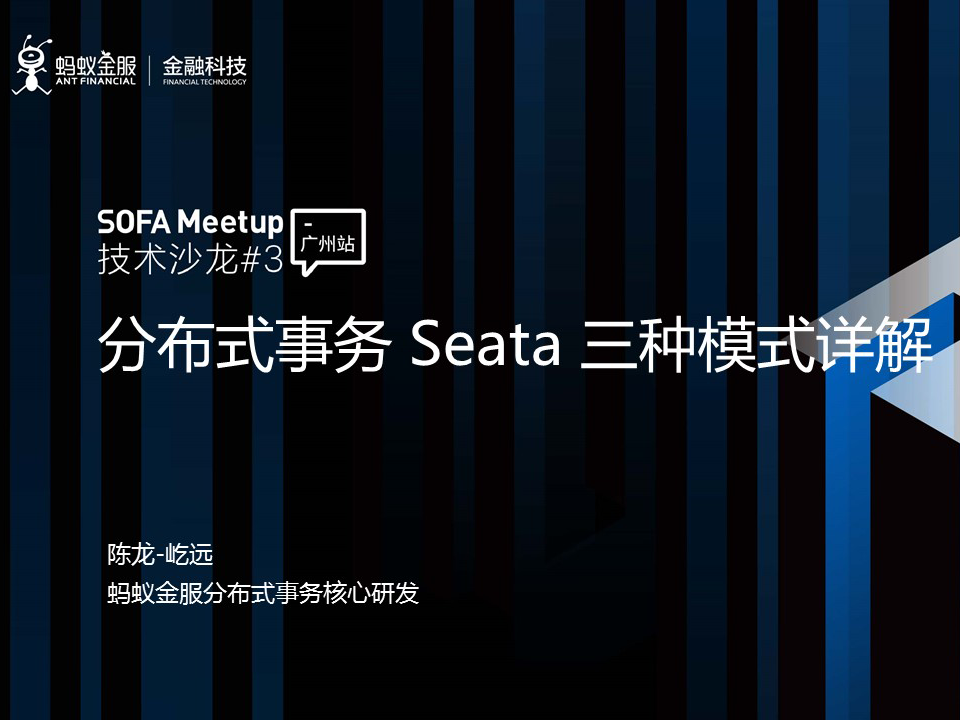 蚂蚁金服
ANT FINANCIAL
金融科技
FINANCIAL TECHNOLOGY
SOFA Meetup
技术沙龙#3
-
广州站
分布式事务 Seata 三种模式详解
陈龙-屹远
蚂蚁金服分布式事务核心研发